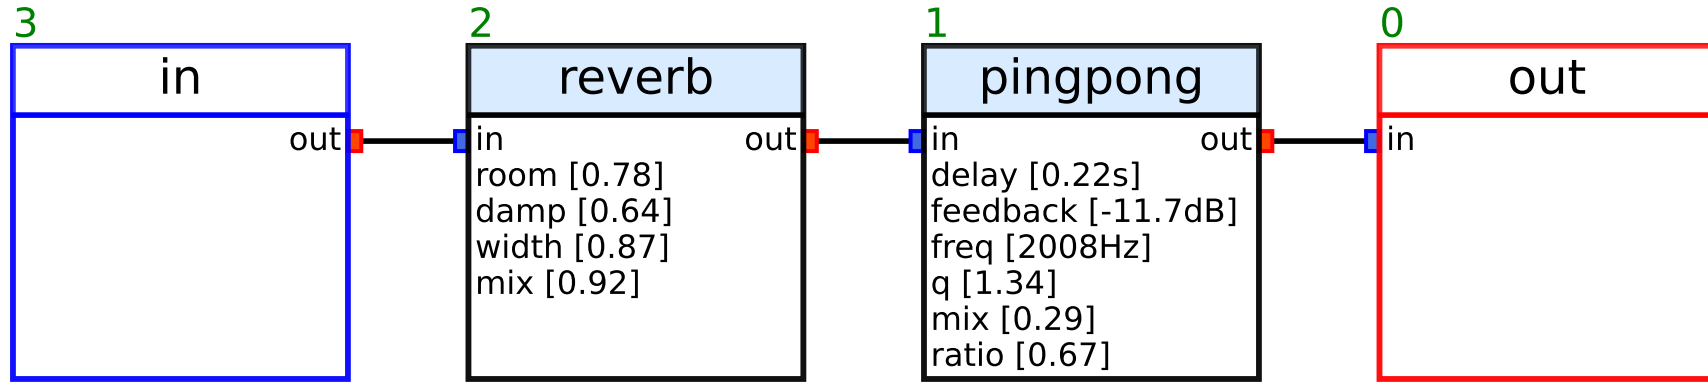 3
in
out
2
reverb
in
out
room [0.78]
damp [0.64]
width [0.87]
mix [0.92]
1
pingpong
in
out
delay [0.22s]
feedback [-11.7dB]
freq [2008Hz]
q [1.34]
mix [0.29]
ratio [0.67]
0
out
in